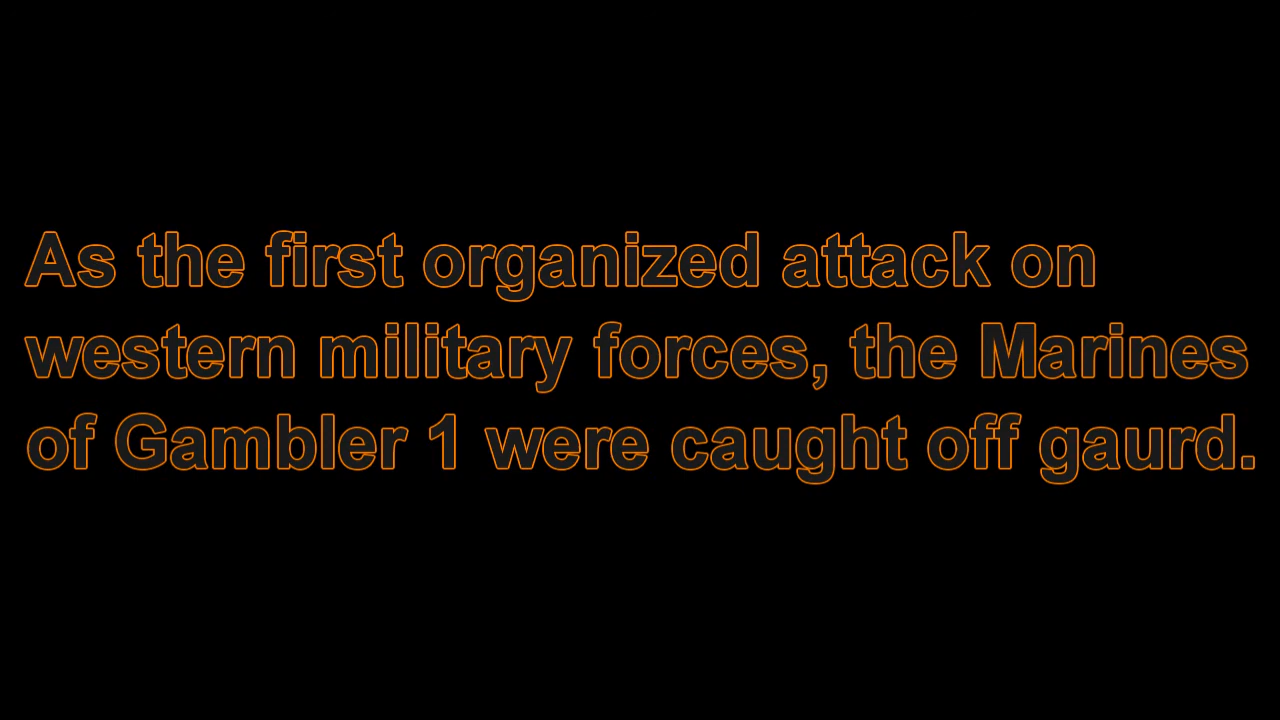 As the first organized attack on
western military forces, the Marines
of Gambler 1 were caught off gaurd.